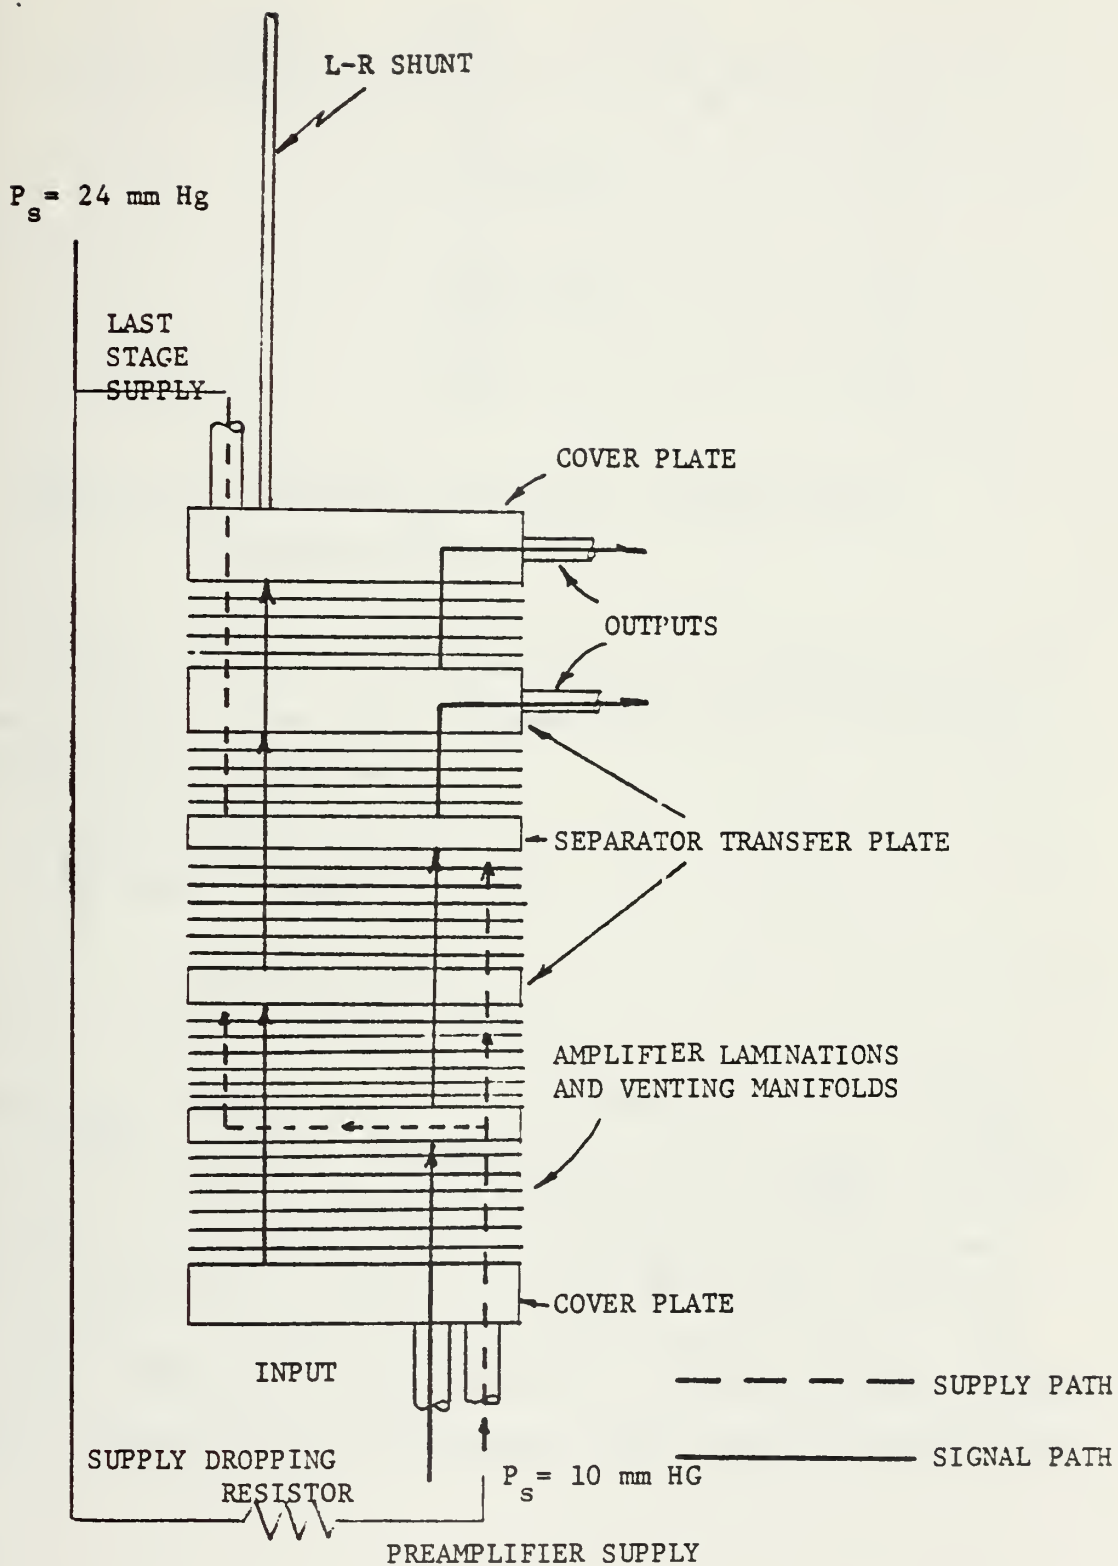 L-R SHUNT
P_s = 24 mm Hg
LAST
STAGE
SUPPLY
COVER PLATE
OUTPUTS
SEPARATOR TRANSFER PLATE
AMPLIFIER LAMINATIONS
AND VENTING MANIFOLDS
COVER PLATE
INPUT
SUPPLY PATH
SIGNAL PATH
SUPPLY DROPPING
RESISTOR
P_s = 10 mm HG
PREAMPLIFIER SUPPLY